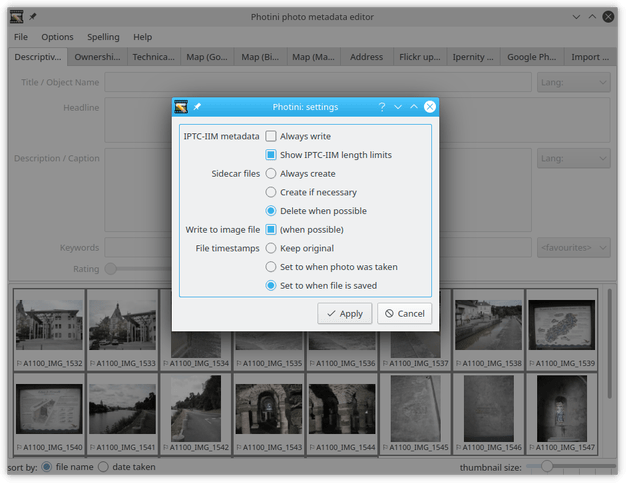 Photini photo metadata editor
File Options Spelling Help
Descriptiv... Ownershi... Technica... Map (Go... Map (Bi... Map (Ma... Address Flickr up... Ipernity ... Google Ph... Import ...
Title / Object Name Lang:
Headline
Description / Caption Lang:
Keywords <favourites>
Rating
Photini: settings
IPTC-IIM metadata Always write
Show IPTC-IIM length limits
Sidecar files Always create
Create if necessary
Delete when possible
Write to image file (when possible)
File timestamps Keep original
Set to when photo was taken
Set to when file is saved
Apply Cancel
A1100_IMG_1532 A1100_IMG_1533 A1100_IMG_1534 A1100_IMG_1535 A1100_IMG_1536 A1100_IMG_1537 A1100_IMG_1538 A1100_IMG_1539
A1100_IMG_1540 A1100_IMG_1541 A1100_IMG_1542 A1100_IMG_1543 A1100_IMG_1544 A1100_IMG_1545 A1100_IMG_1546 A1100_IMG_1547
sort by: file name date taken thumbnail size: